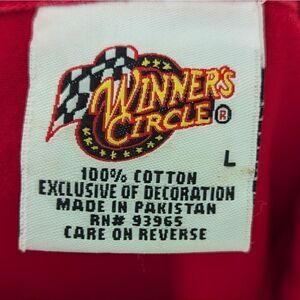 WINNER'S
CIRCLE ®
L
100% COTTON
EXCLUSIVE OF DECORATION
MADE IN PAKISTAN
RN# 93965
CARE ON REVERSE